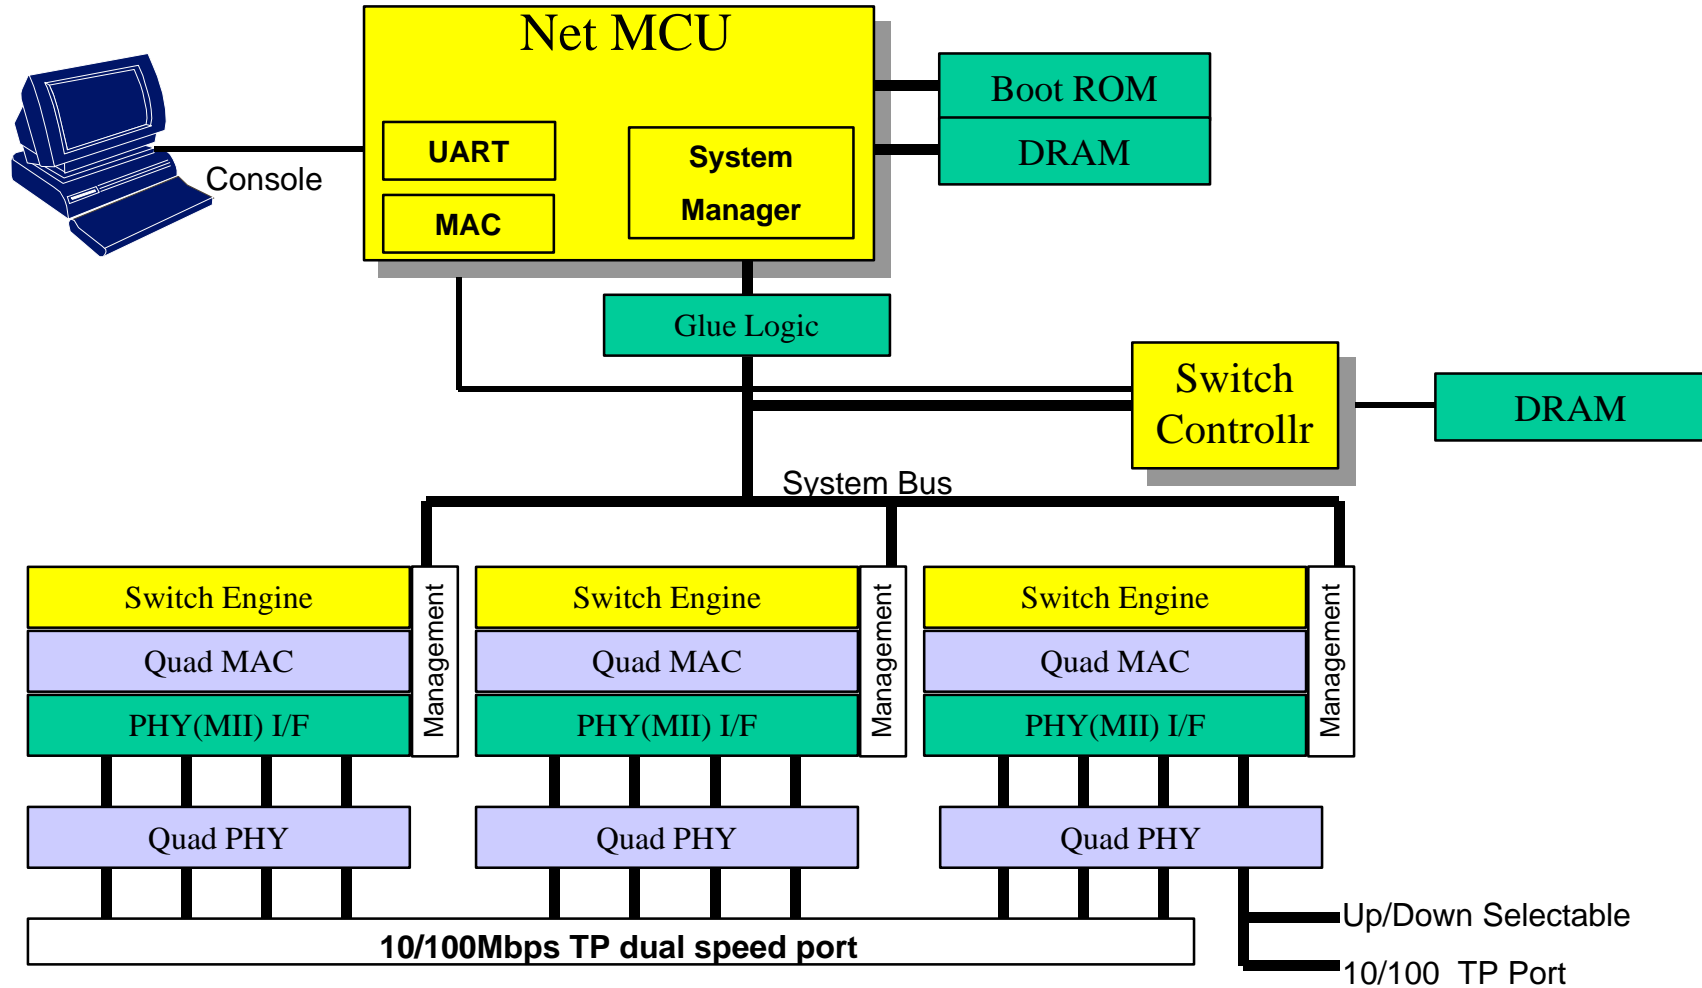 Net MCU
Boot ROM
DRAM
UART
System
Manager
MAC
Console
Glue Logic
Switch
Controllr
DRAM
System Bus
Switch Engine
Quad MAC
PHY(MII) I/F
Management
Switch Engine
Quad MAC
PHY(MII) I/F
Management
Switch Engine
Quad MAC
PHY(MII) I/F
Management
Quad PHY
Quad PHY
Quad PHY
10/100Mbps TP dual speed port
Up/Down Selectable
10/100 TP Port